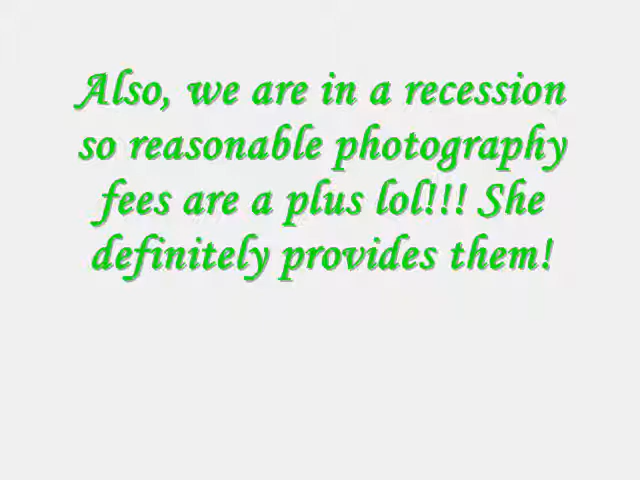 Also, we are in a recession
so reasonable photography
fees are a plus lol!!! She
definitely provides them!